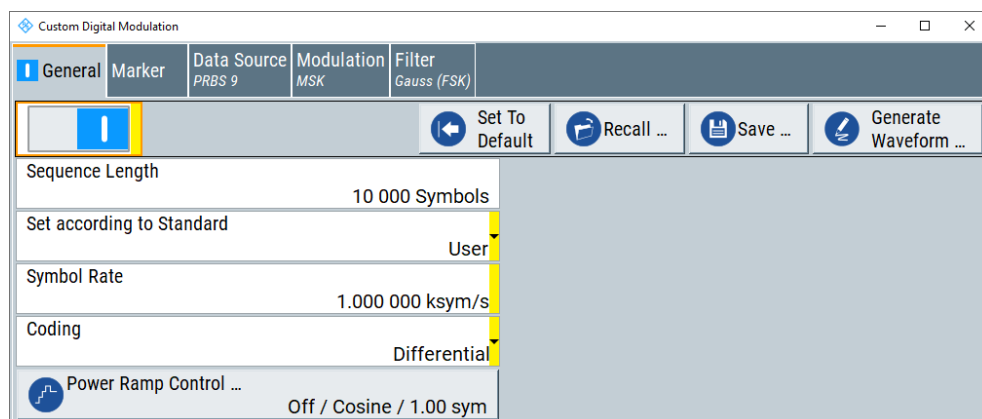 Custom Digital Modulation
General
Marker
Data Source
PRBS 9
Modulation
MSK
Filter
Gauss (FSK)
Set To
Default
Recall ...
Save ...
Generate
Waveform ...
Sequence Length
10 000 Symbols
Set according to Standard
User
Symbol Rate
1.000 000 ksym/s
Coding
Differential
Power Ramp Control ...
Off / Cosine / 1.00 sym